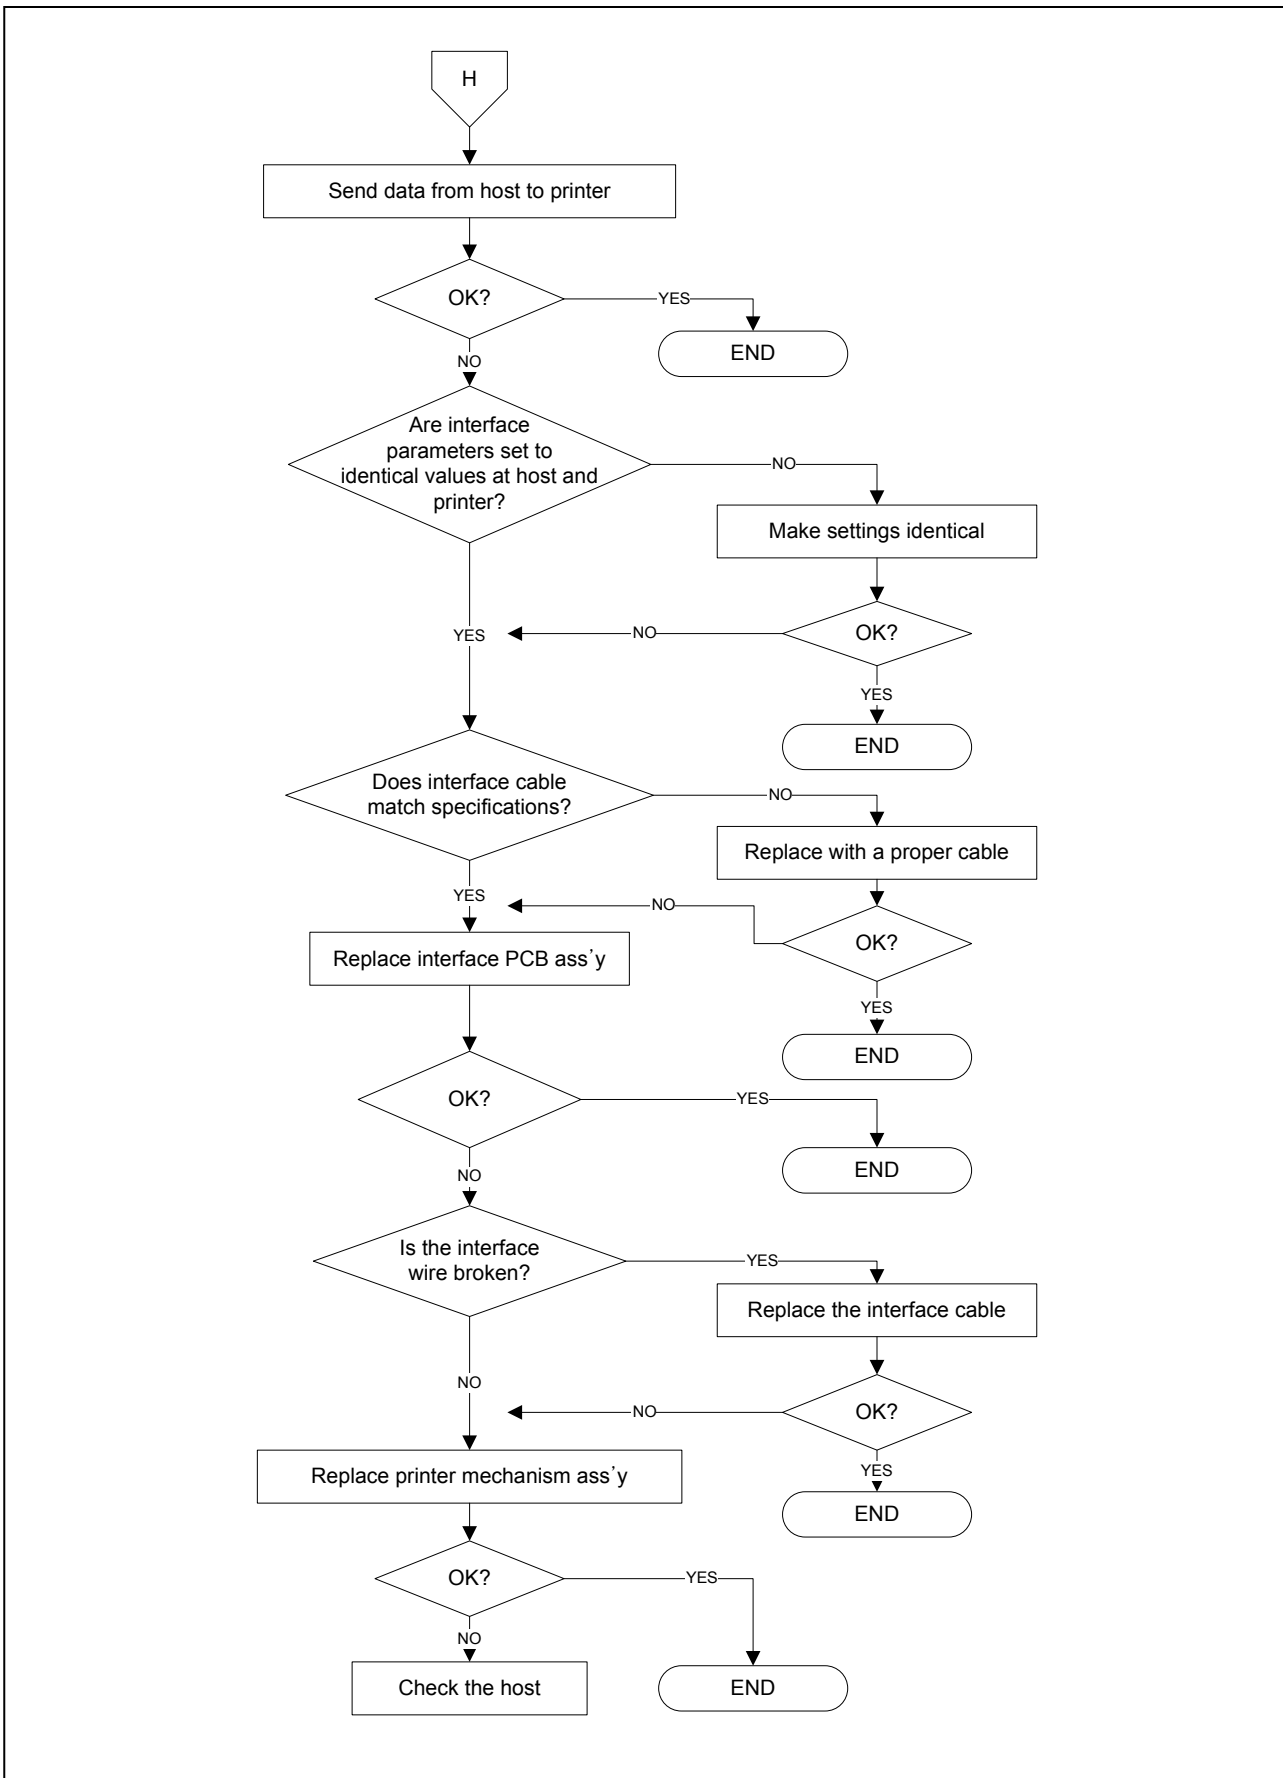 H
Send data from host to printer
OK?
YES
END
NO
Are interface
parameters set to
identical values at host and
printer?
NO
Make settings identical
YES
NO
OK?
YES
END
Does interface cable
match specifications?
NO
Replace with a proper cable
YES
NO
OK?
Replace interface PCB ass'y
YES
END
OK?
YES
END
NO
Is the interface
wire broken?
YES
Replace the interface cable
NO
NO
OK?
YES
Replace printer mechanism ass'y
END
OK?
YES
NO
Check the host
END